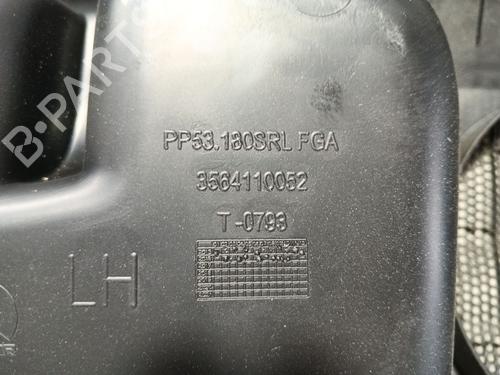 B-PARTS
PP53.180SRL FGA
3564110052
T-0793
LH